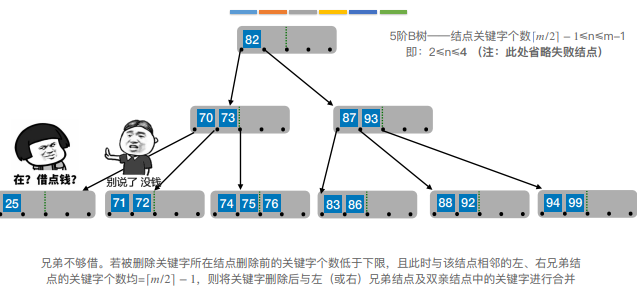 5阶B树——结点关键字个数⌈m/2⌉ − 1≤n≤m–1
即：2≤n≤4 （注：此处省略失败结点）
82
70 73
87 93
在？借点钱？
别说了 没钱
25
71 72
74 75 76
83 86
88 92
94 99
兄弟不够借。若被删除关键字所在结点删除前的关键字个数低于下限，且此时与该结点相邻的左、右兄弟结
点的关键字个数均=⌈m/2⌉ − 1，则将关键字删除后与左（或右）兄弟结点及双亲结点中的关键字进行合并